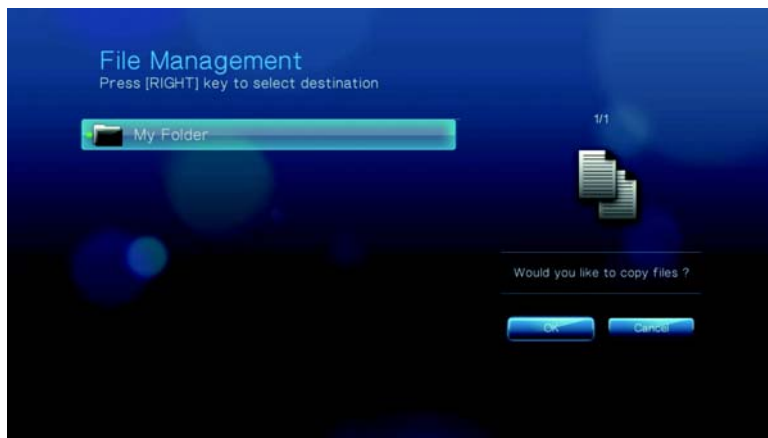 File Management
Press [RIGHT] key to select destination
My Folder
1/1
Would you like to copy files ?
OK
Cancel